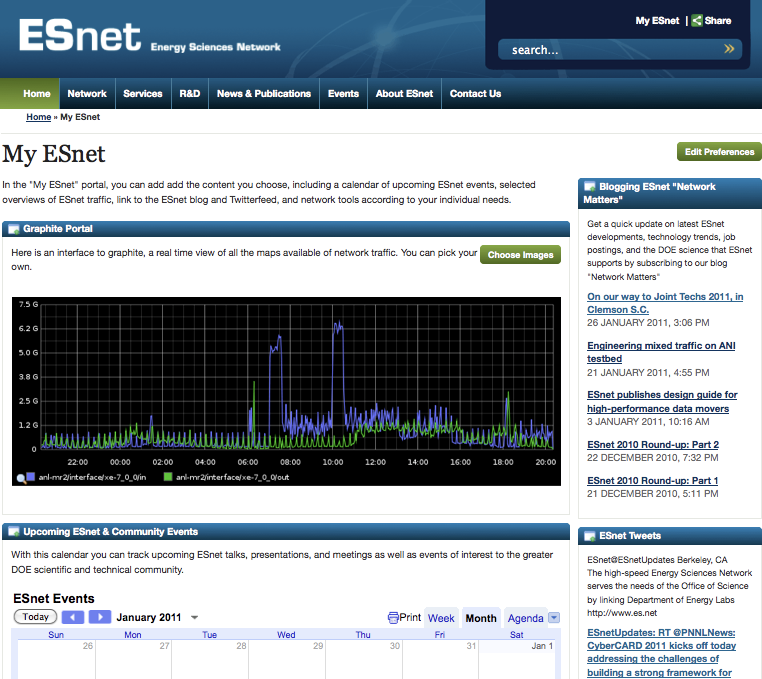 My ESnet | Share
ESnet Energy Sciences Network
search... »
Home Network Services R&D News & Publications Events About ESnet Contact Us
Home » My ESnet
My ESnet
Edit Preferences
In the "My ESnet" portal, you can add add the content you choose, including a calendar of upcoming ESnet events, selected
overviews of ESnet traffic, link to the ESnet blog and Twitterfeed, and network tools according to your individual needs.
Graphite Portal
Here is an interface to graphite, a real time view of all the maps available of network traffic. You can pick your
own.
Choose Images
7.5 G
6.2 G
5.0 G
3.8 G
2.5 G
1.2 G
0
22:00 00:00 02:00 04:00 06:00 08:00 10:00 12:00 14:00 16:00 18:00 20:00
anl-mr2/interface/xe-7_0_0/in anl-mr2/interface/xe-7_0_0/out
Upcoming ESnet & Community Events
With this calendar you can track upcoming ESnet talks, presentations, and meetings as well as events of interest to the greater
DOE scientific and technical community.
ESnet Events
Today January 2011 Print Week Month Agenda
Sun Mon Tue Wed Thu Fri Sat
26 27 28 29 30 31 Jan 1
Blogging ESnet "Network
Matters"
Get a quick update on latest ESnet
developments, technology trends, job
postings, and the DOE science that ESnet
supports by subscribing to our blog
"Network Matters"
On our way to Joint Techs 2011, in
Clemson S.C.
26 JANUARY 2011, 3:06 PM
Engineering mixed traffic on ANI
testbed
21 JANUARY 2011, 4:55 PM
ESnet publishes design guide for
high-performance data movers
3 JANUARY 2011, 10:16 AM
ESnet 2010 Round-up: Part 2
22 DECEMBER 2010, 7:32 PM
ESnet 2010 Round-up: Part 1
21 DECEMBER 2010, 5:11 PM
ESnet Tweets
ESnet@ESnetUpdates Berkeley, CA
The high-speed Energy Sciences Network
serves the needs of the Office of Science
by linking Department of Energy Labs
http://www.es.net
ESnetUpdates: RT @PNNLNews:
CyberCARD 2011 kicks off today
addressing the challenges of
building a strong framework for